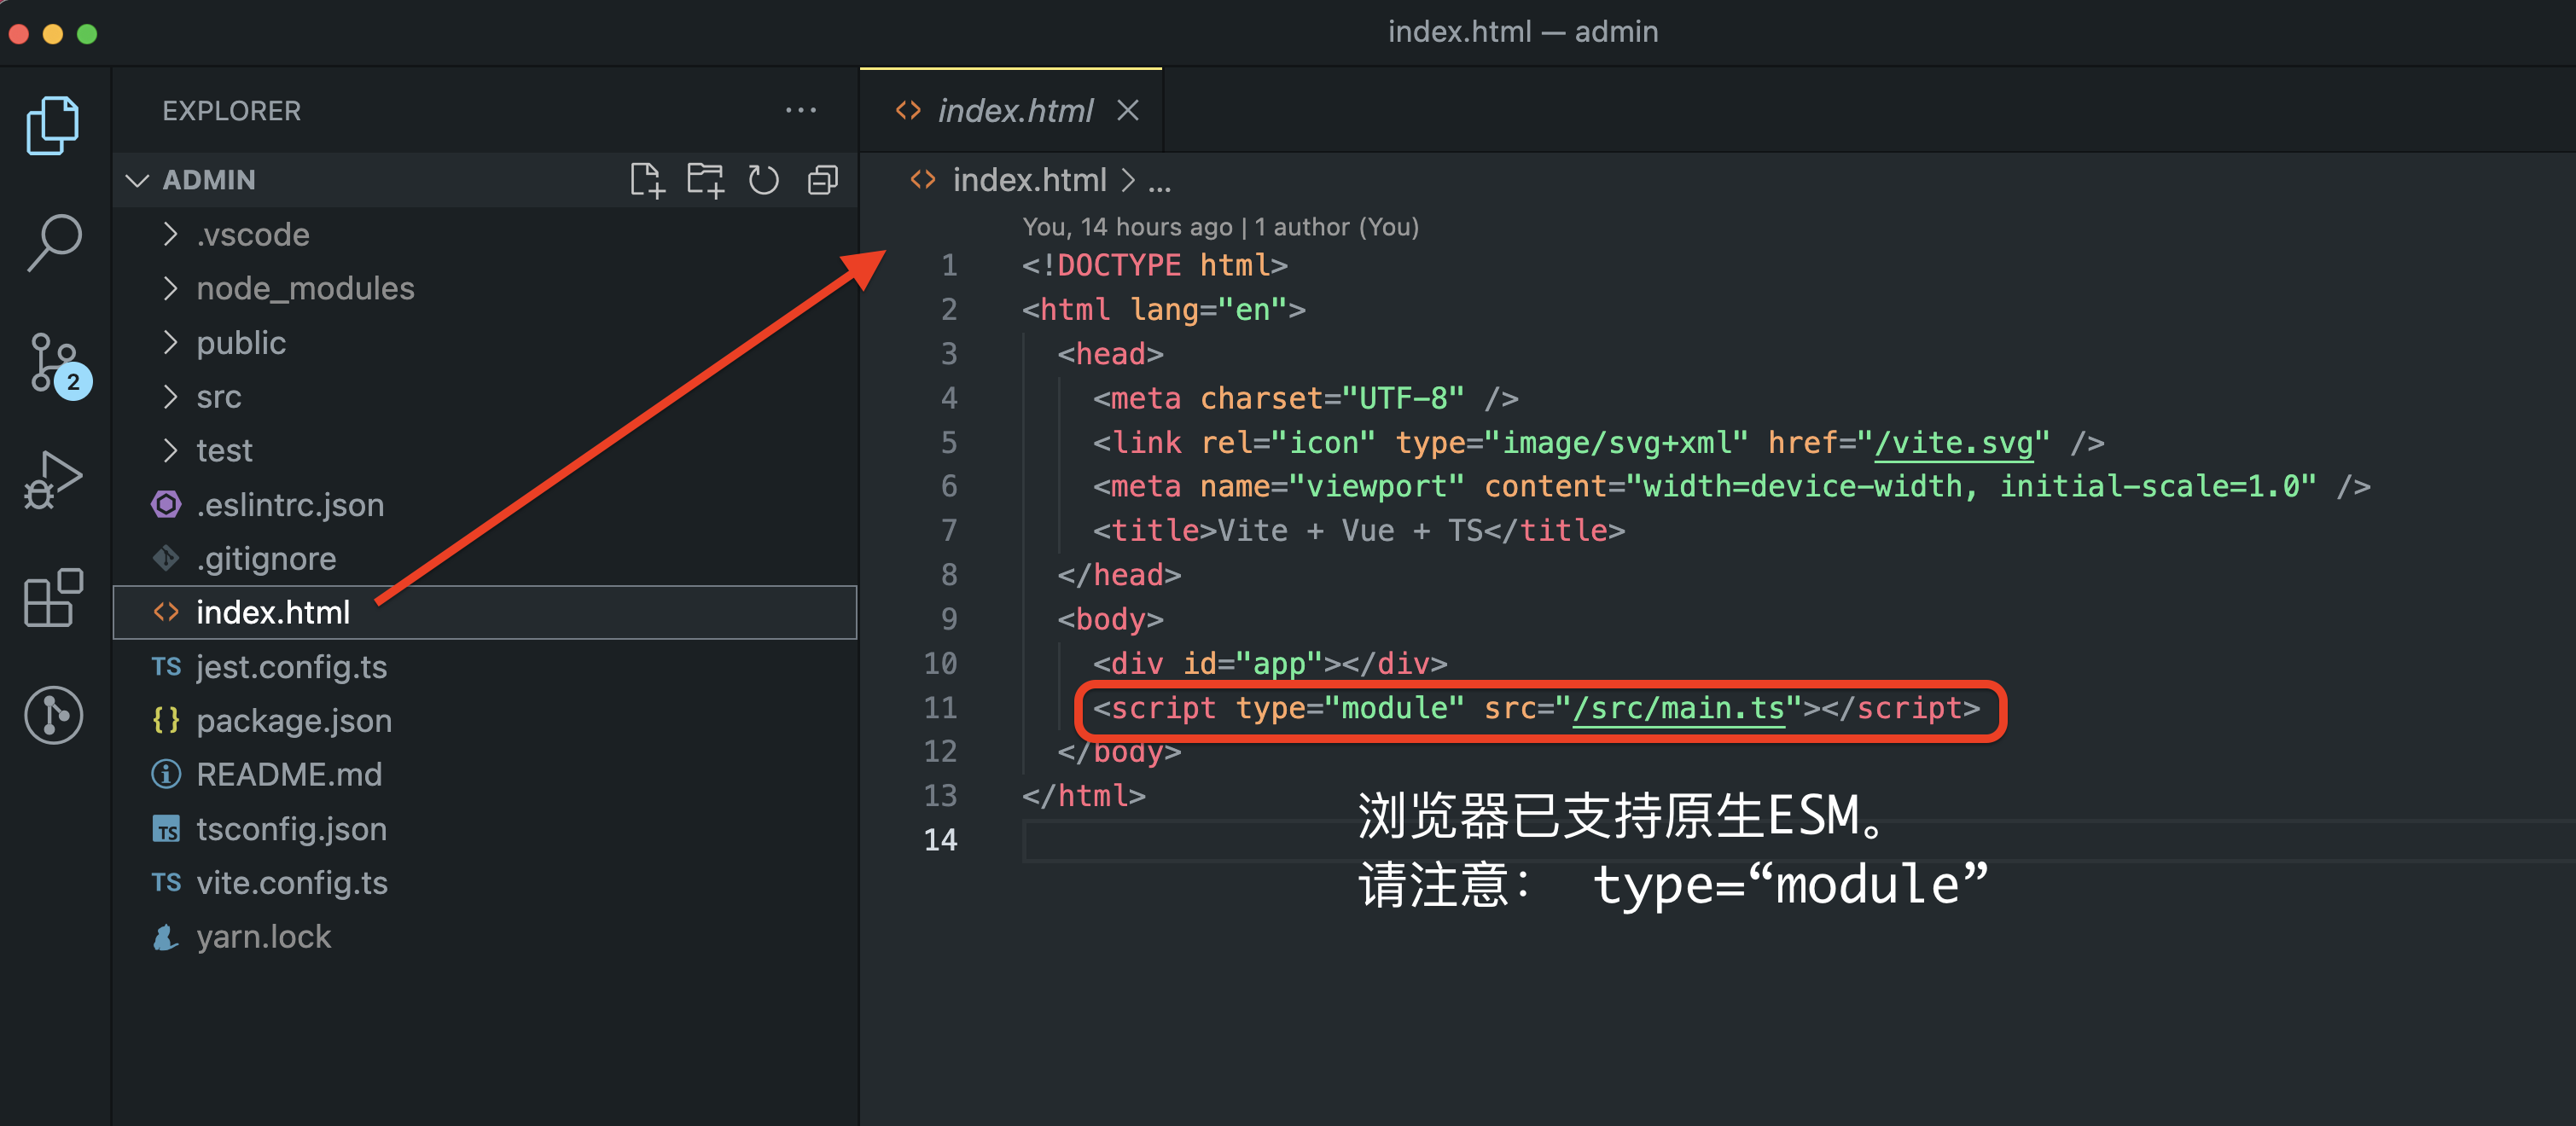 index.html — admin
EXPLORER
ADMIN
.vscode
node_modules
public
src
test
.eslintrc.json
.gitignore
index.html
TS jest.config.ts
{} package.json
README.md
TS tsconfig.json
TS vite.config.ts
yarn.lock
2
<> index.html
<> index.html > ...
You, 14 hours ago | 1 author (You)
1 <!DOCTYPE html>
2 <html lang="en">
3 <head>
4 <meta charset="UTF-8" />
5 <link rel="icon" type="image/svg+xml" href="/vite.svg" />
6 <meta name="viewport" content="width=device-width, initial-scale=1.0" />
7 <title>Vite + Vue + TS</title>
8 </head>
9 <body>
10 <div id="app"></div>
11 <script type="module" src="/src/main.ts"></script>
12 </body>
13 </html>
14
浏览器已支持原生ESM。
请注意： type=“module”